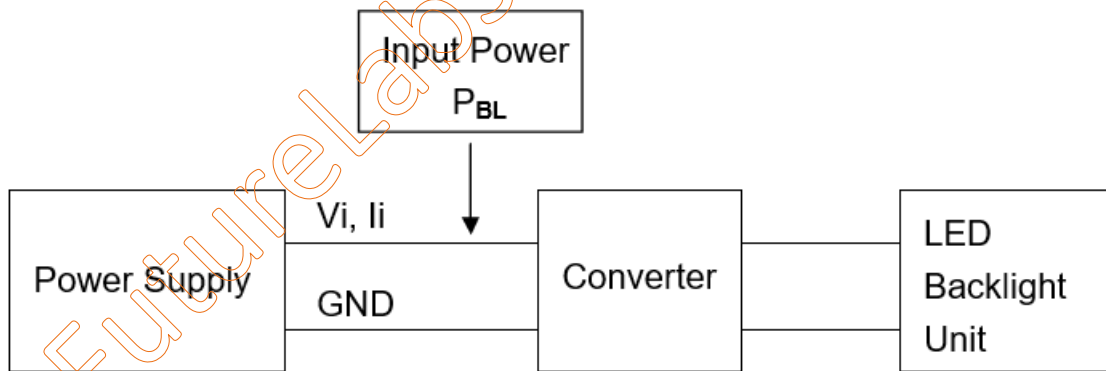 Input Power
PBL
Vi, Ii
Power Supply
GND
Converter
LED
Backlight
Unit
FutureLabs